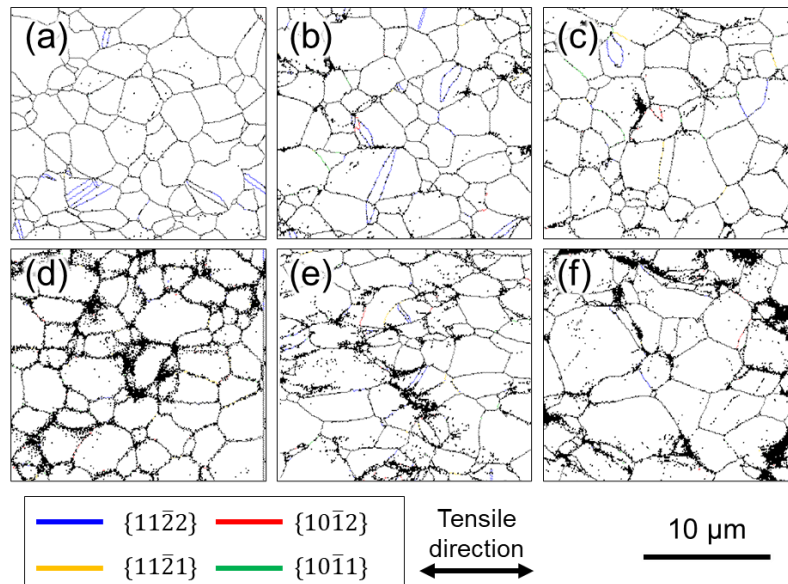 (a) (b) (c)
(d) (e) (f)
{112̄2} {101̄2}
Tensile
direction
{112̄1} {101̄1}
10 μm